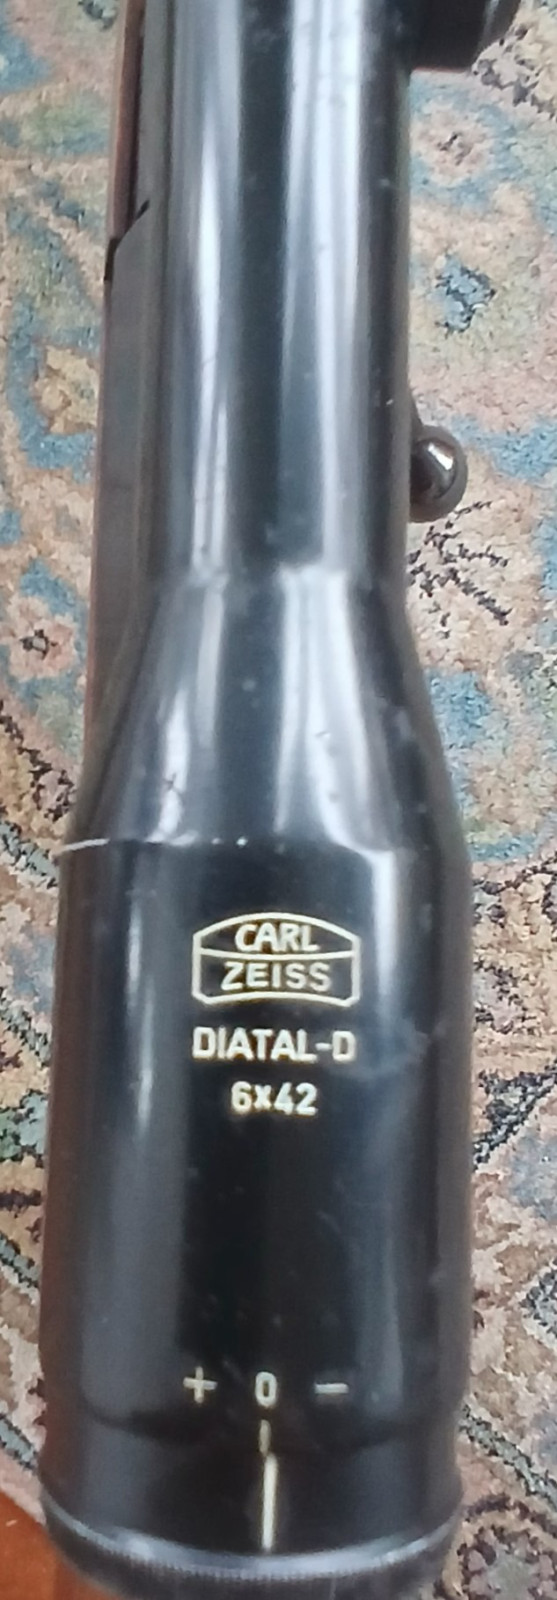 CARL
ZEISS
DIATAL-D
6x42
+ 0 -